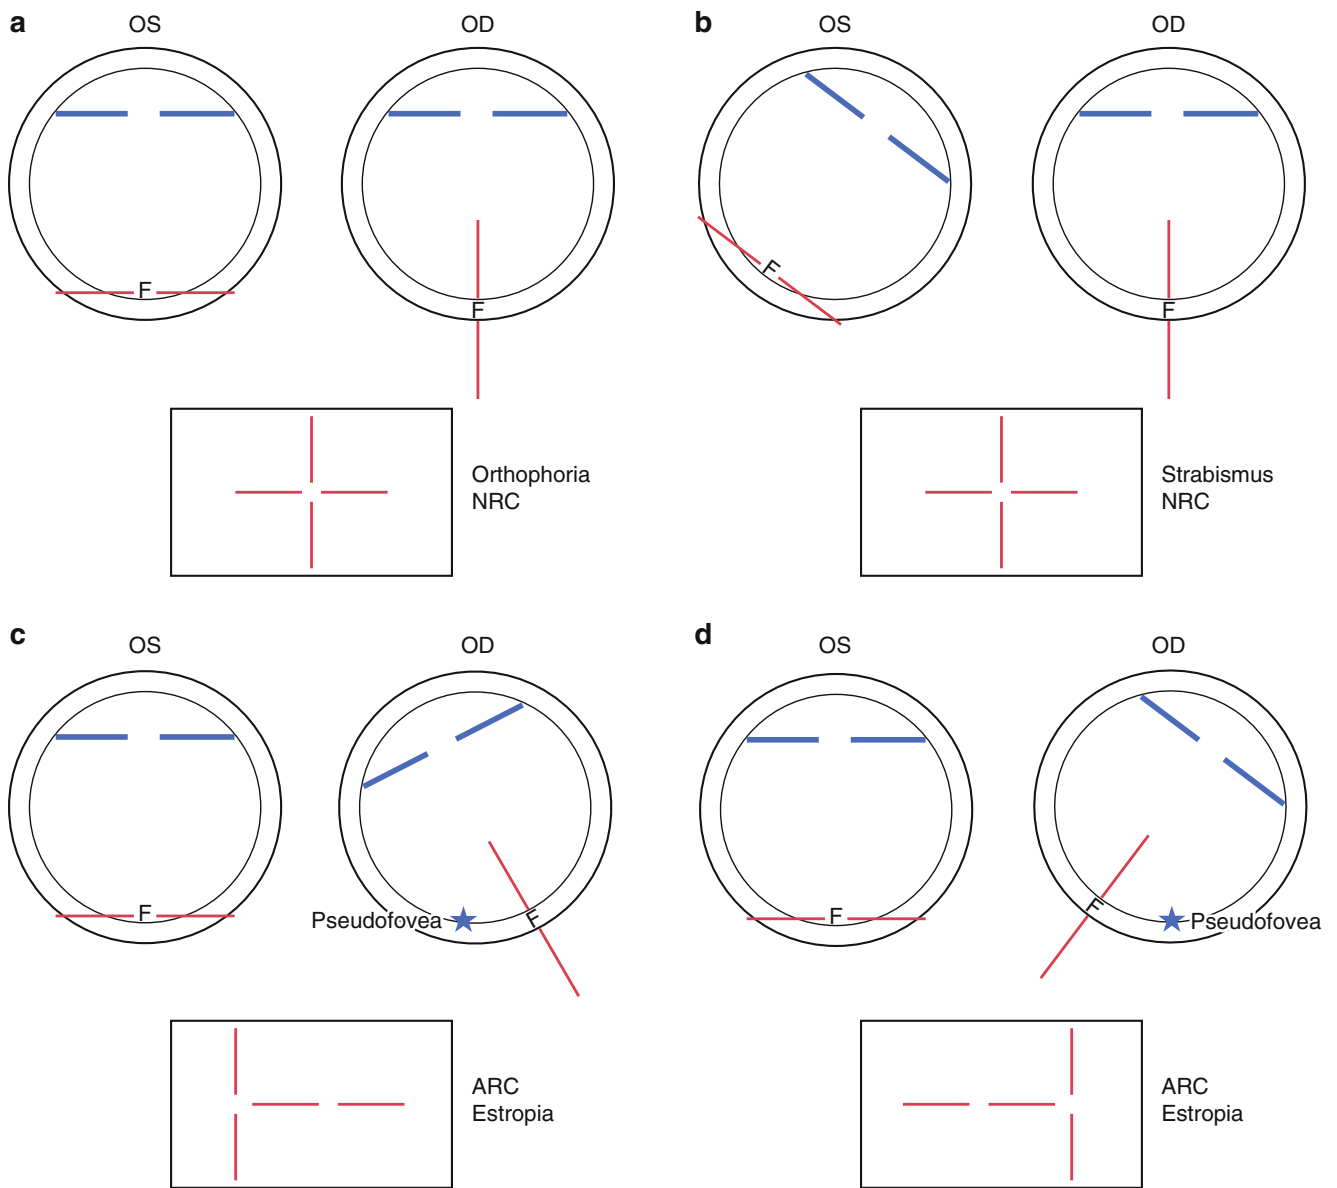 a
OS
OD
F
F
Orthophoria
NRC
b
OS
OD
F
F
Strabismus
NRC
c
OS
OD
F
Pseudofovea
F
ARC
Estropia
d
OS
OD
F
F
Pseudofovea
ARC
Estropia